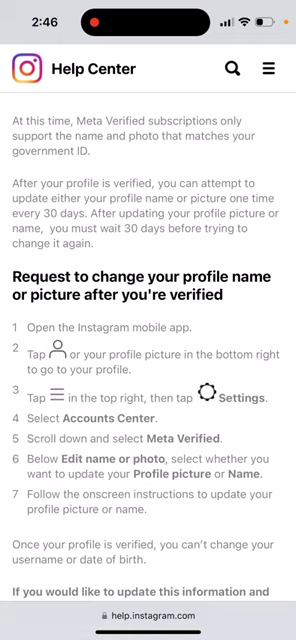 2:46
Help Center
At this time, Meta Verified subscriptions only
support the name and photo that matches your
government ID.
After your profile is verified, you can attempt to
update either your profile name or picture one time
every 30 days. After updating your profile picture or
name, you must wait 30 days before trying to
change it again.
Request to change your profile name
or picture after you're verified
1 Open the Instagram mobile app.
2 Tap or your profile picture in the bottom right
to go to your profile.
3 Tap in the top right, then tap Settings.
4 Select Accounts Center.
5 Scroll down and select Meta Verified.
6 Below Edit name or photo, select whether you
want to update your Profile picture or Name.
7 Follow the onscreen instructions to update your
profile picture or name.
Once your profile is verified, you can't change your
username or date of birth.
If you would like to update this information and
help.instagram.com